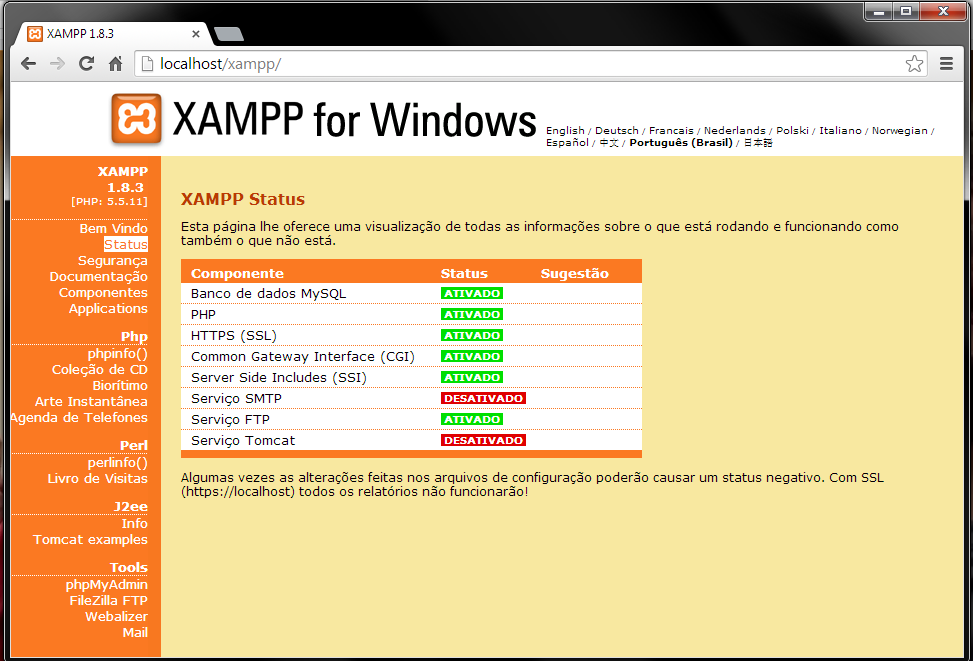 XAMPP 1.8.3
localhost/xampp/
XAMPP for Windows
English / Deutsch / Francais / Nederlands / Polski / Italiano / Norwegian /
Español / 中文 / Português (Brasil) / 日本語
XAMPP
1.8.3
[PHP: 5.5.11]
Bem Vindo
Status
Segurança
Documentação
Componentes
Applications
Php
phpinfo()
Coleção de CD
Biorítimo
Arte Instantânea
Agenda de Telefones
Perl
perlinfo()
Livro de Visitas
J2ee
Info
Tomcat examples
Tools
phpMyAdmin
FileZilla FTP
Webalizer
Mail
XAMPP Status
Esta página lhe oferece uma visualização de todas as informações sobre o que está rodando e funcionando como
também o que não está.
Componente Status Sugestão
Banco de dados MySQL ATIVADO
PHP ATIVADO
HTTPS (SSL) ATIVADO
Common Gateway Interface (CGI) ATIVADO
Server Side Includes (SSI) ATIVADO
Serviço SMTP DESATIVADO
Serviço FTP ATIVADO
Serviço Tomcat DESATIVADO
Algumas vezes as alterações feitas nos arquivos de configuração poderão causar um status negativo. Com SSL
(https://localhost) todos os relatórios não funcionarão!